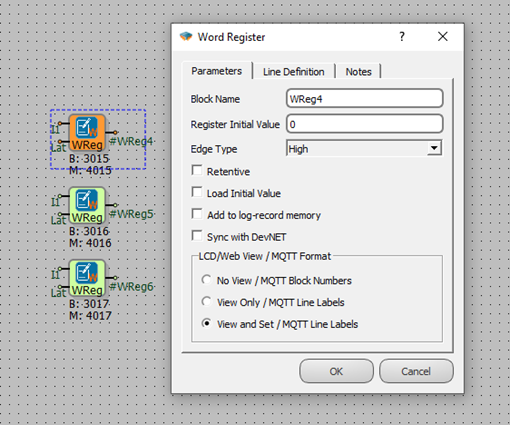 I1
Lat
WReg
#WReg4
B: 3015
M: 4015
I1
Lat
WReg
#WReg5
B: 3016
M: 4016
I1
Lat
WReg
#WReg6
B: 3017
M: 4017
Word Register
?
Parameters
Line Definition
Notes
Block Name
WReg4
Register Initial Value
0
Edge Type
High
Retentive
Load Initial Value
Add to log-record memory
Sync with DevNET
LCD/Web View / MQTT Format
No View / MQTT Block Numbers
View Only / MQTT Line Labels
View and Set / MQTT Line Labels
OK
Cancel